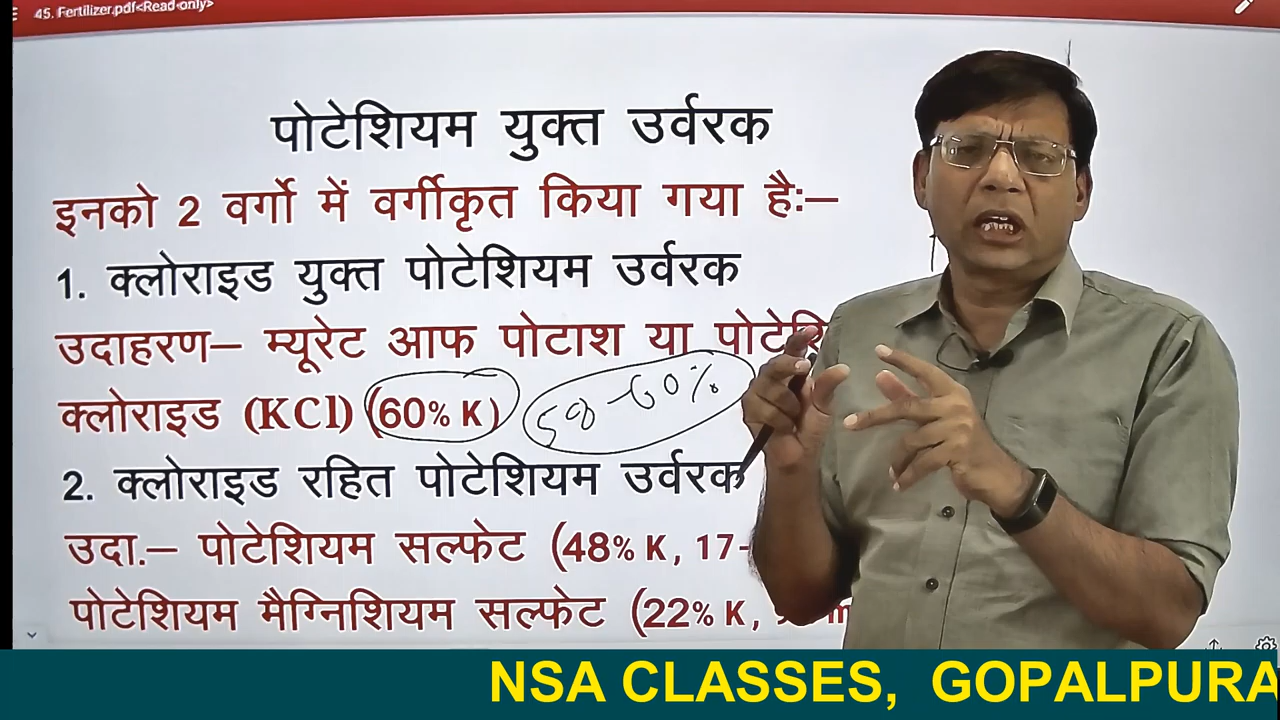 45. Fertilizer.pdf<Read-only>
पोटेशियम युक्त उर्वरक
इनको 2 वर्गो में वर्गीकृत किया गया है:–
1. क्लोराइड युक्त पोटेशियम उर्वरक
उदाहरण– म्यूरेट आफ पोटाश या
क्लोराइड (KCl) (60% K) 58-60%
2. क्लोराइड रहित पोटेशियम उर्वरक
उदा.– पोटेशियम सल्फेट (48% K, 17-
पोटेशियम मैग्निशियम सल्फेट (22% K,
NSA CLASSES, GOPALPURA